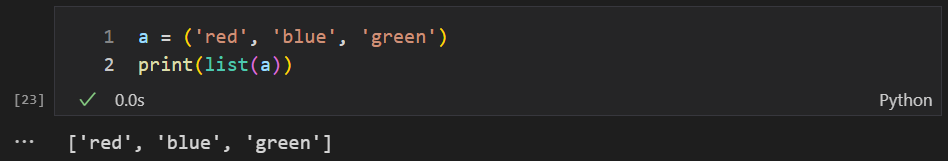 1 a = ('red', 'blue', 'green')
2 print(list(a))
[23] ✓ 0.0s Python
... ['red', 'blue', 'green']